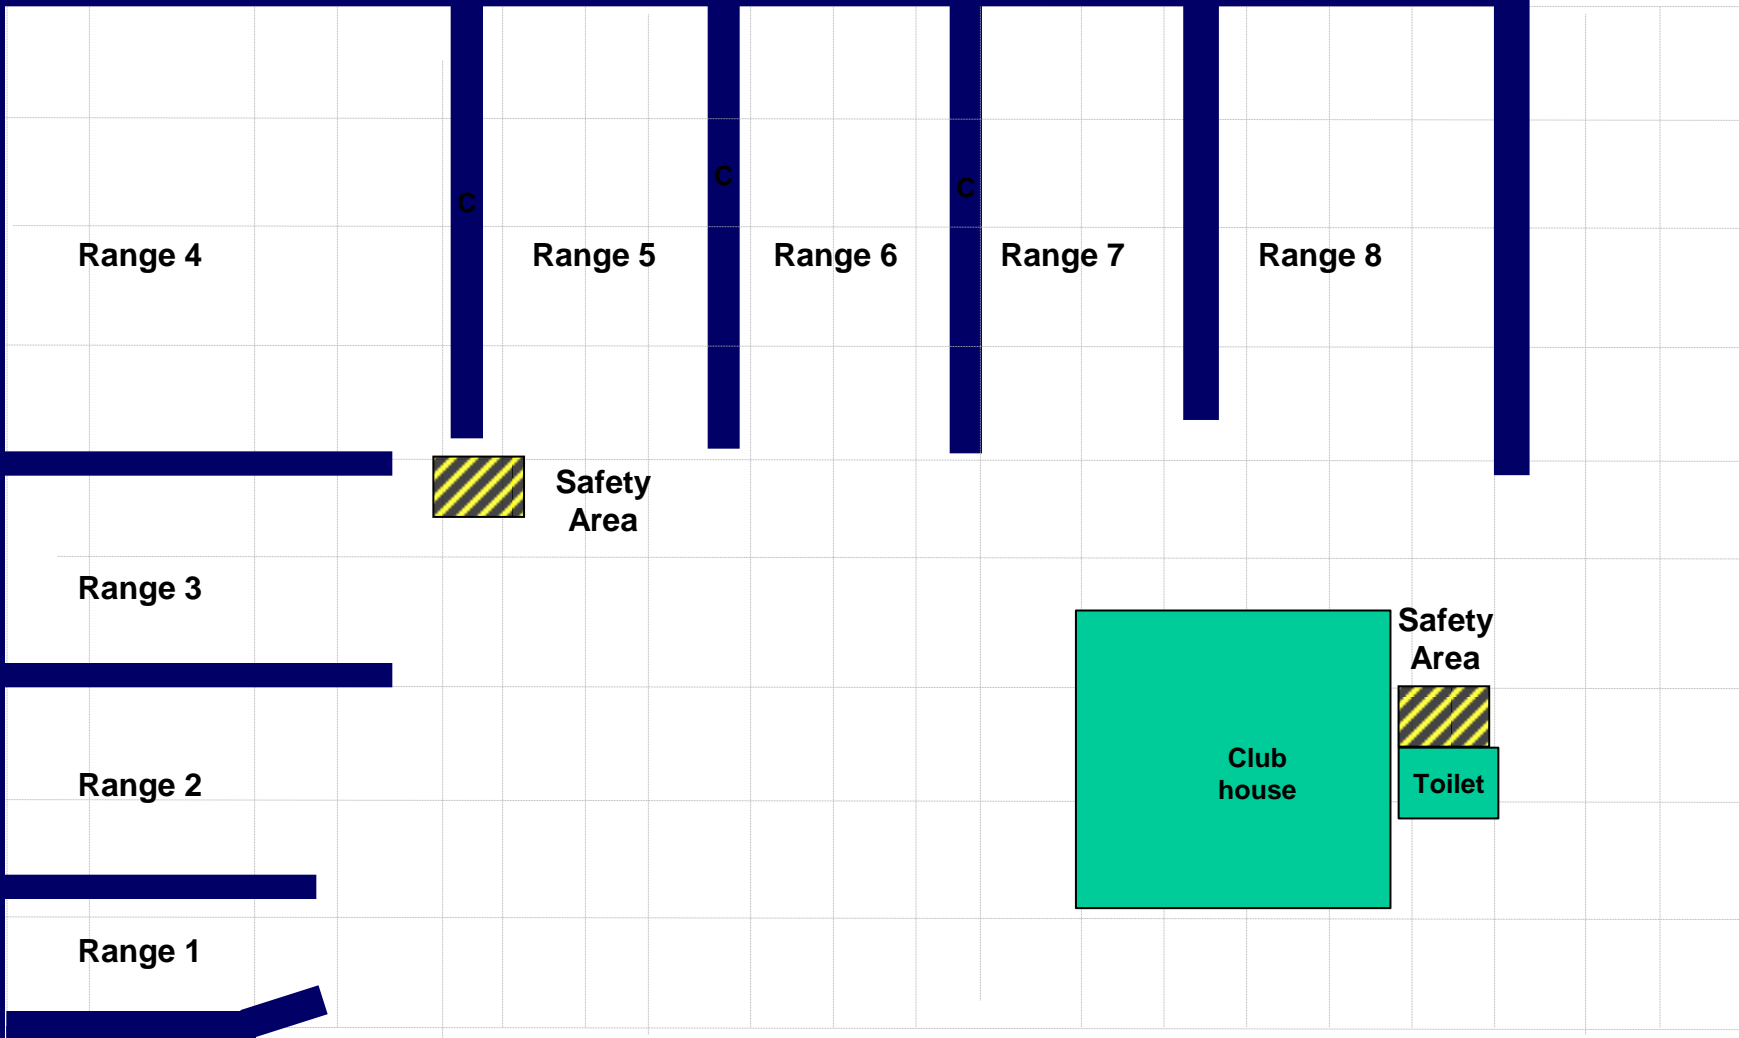 C
C
C
Range 4
Range 5
Range 6
Range 7
Range 8
Safety
Area
Range 3
Safety
Area
Range 2
Club
house
Toilet
Range 1